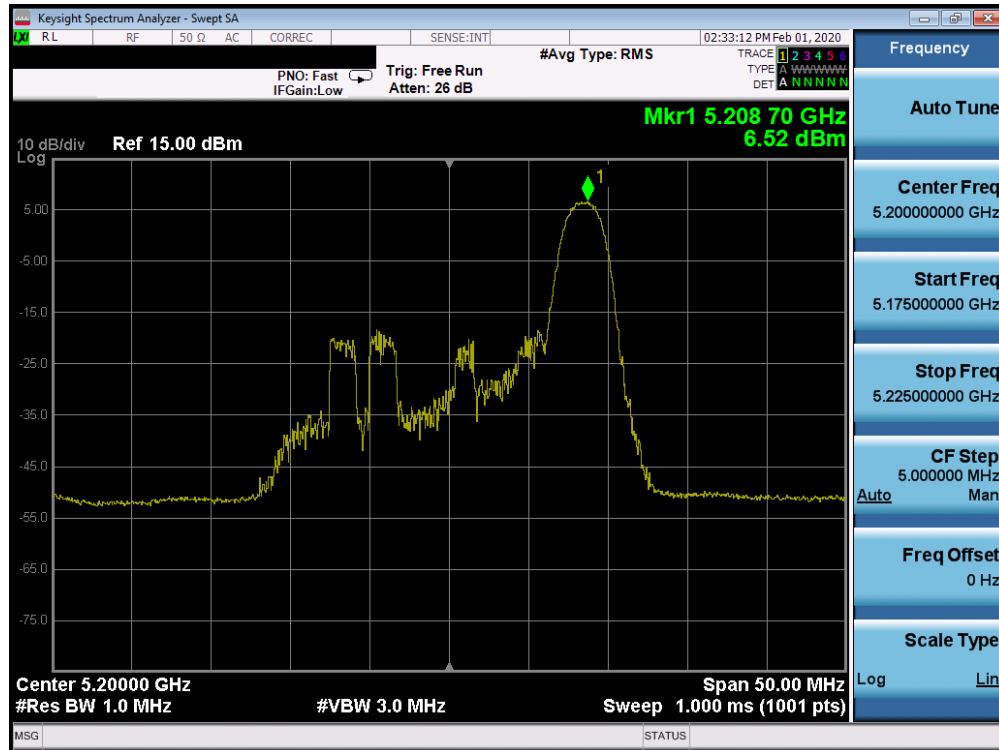 Keysight Spectrum Analyzer - Swept SA
LXI RL RF 50 Ω AC CORREC SENSE:INT 02:33:12 PM Feb 01, 2020
#Avg Type: RMS
TRACE 1 2 3 4 5 6
TYPE A WWWWW
DET A N N N N N
PNO: Fast
IFGain:Low
Trig: Free Run
Atten: 26 dB
Mkr1 5.208 70 GHz
6.52 dBm
10 dB/div Ref 15.00 dBm
Log
1
5.00
-5.00
-15.0
-25.0
-35.0
-45.0
-55.0
-65.0
-75.0
Center 5.20000 GHz Span 50.00 MHz
#Res BW 1.0 MHz #VBW 3.0 MHz Sweep 1.000 ms (1001 pts)
MSG STATUS
Frequency
Auto Tune
Center Freq
5.200000000 GHz
Start Freq
5.175000000 GHz
Stop Freq
5.225000000 GHz
CF Step
5.000000 MHz
Auto Man
Freq Offset
0 Hz
Scale Type
Log Lin